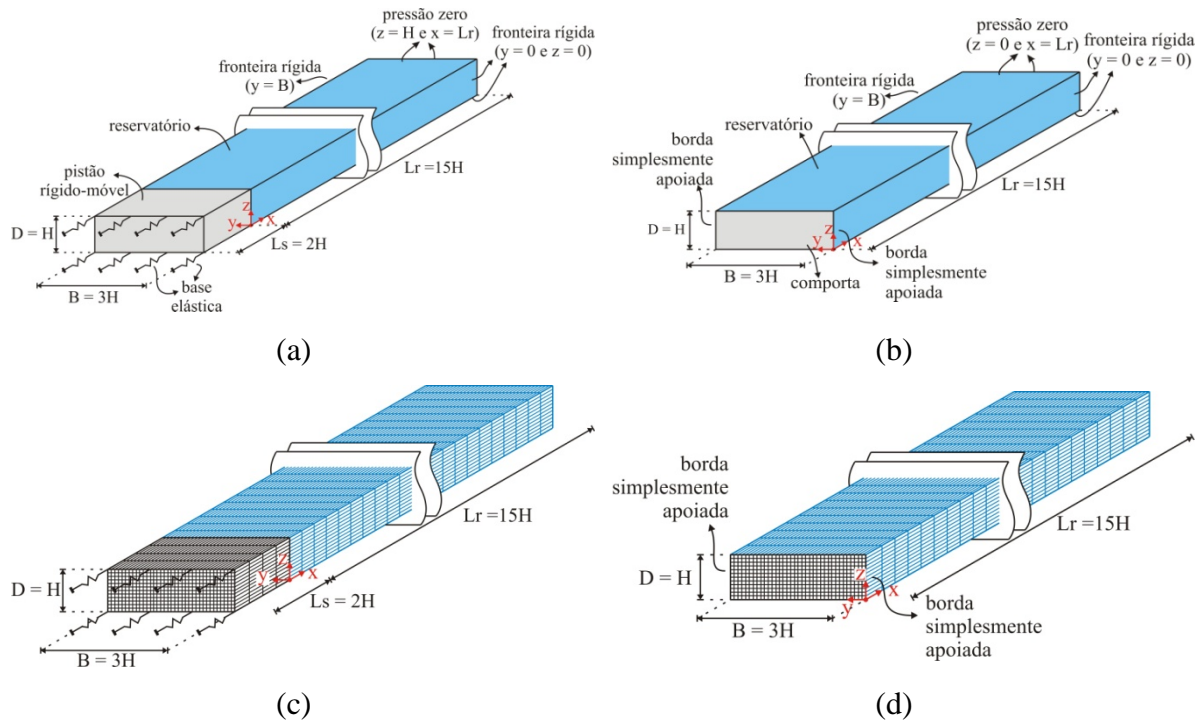 pressão zero
(z = H e x = Lr)
fronteira rígida
(y = 0 e z = 0)
fronteira rígida
(y = B)
reservatório
pistão
rígido-móvel
Lr =15H
D = H
z
y
x
Ls = 2H
B = 3H
base
elástica
(a)
pressão zero
(z = 0 e x = Lr)
fronteira rígida
(y = 0 e z = 0)
fronteira rígida
(y = B)
reservatório
borda
simplesmente
apoiada
Lr =15H
D = H
z
y
x
B = 3H
borda
simplesmente
apoiada
comporta
(b)
Lr =15H
D = H
z
y
x
Ls = 2H
B = 3H
(c)
borda
simplesmente
apoiada
Lr =15H
D = H
z
y
x
B = 3H
borda
simplesmente
apoiada
(d)